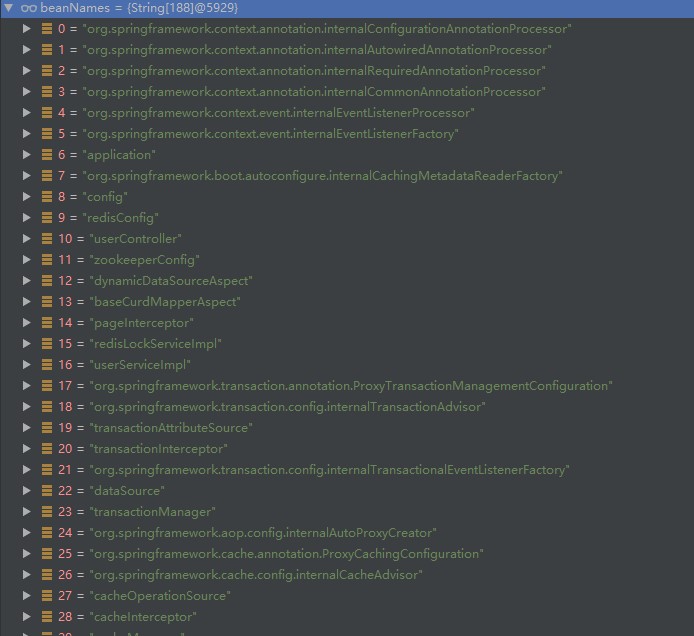 beanNames = {String[188]@5929}
0 = "org.springframework.context.annotation.internalConfigurationAnnotationProcessor"
1 = "org.springframework.context.annotation.internalAutowiredAnnotationProcessor"
2 = "org.springframework.context.annotation.internalRequiredAnnotationProcessor"
3 = "org.springframework.context.annotation.internalCommonAnnotationProcessor"
4 = "org.springframework.context.event.internalEventListenerProcessor"
5 = "org.springframework.context.event.internalEventListenerFactory"
6 = "application"
7 = "org.springframework.boot.autoconfigure.internalCachingMetadataReaderFactory"
8 = "config"
9 = "redisConfig"
10 = "userController"
11 = "zookeeperConfig"
12 = "dynamicDataSourceAspect"
13 = "baseCurdMapperAspect"
14 = "pageInterceptor"
15 = "redisLockServiceImpl"
16 = "userServiceImpl"
17 = "org.springframework.transaction.annotation.ProxyTransactionManagementConfiguration"
18 = "org.springframework.transaction.config.internalTransactionAdvisor"
19 = "transactionAttributeSource"
20 = "transactionInterceptor"
21 = "org.springframework.transaction.config.internalTransactionalEventListenerFactory"
22 = "dataSource"
23 = "transactionManager"
24 = "org.springframework.aop.config.internalAutoProxyCreator"
25 = "org.springframework.cache.annotation.ProxyCachingConfiguration"
26 = "org.springframework.cache.config.internalCacheAdvisor"
27 = "cacheOperationSource"
28 = "cacheInterceptor"